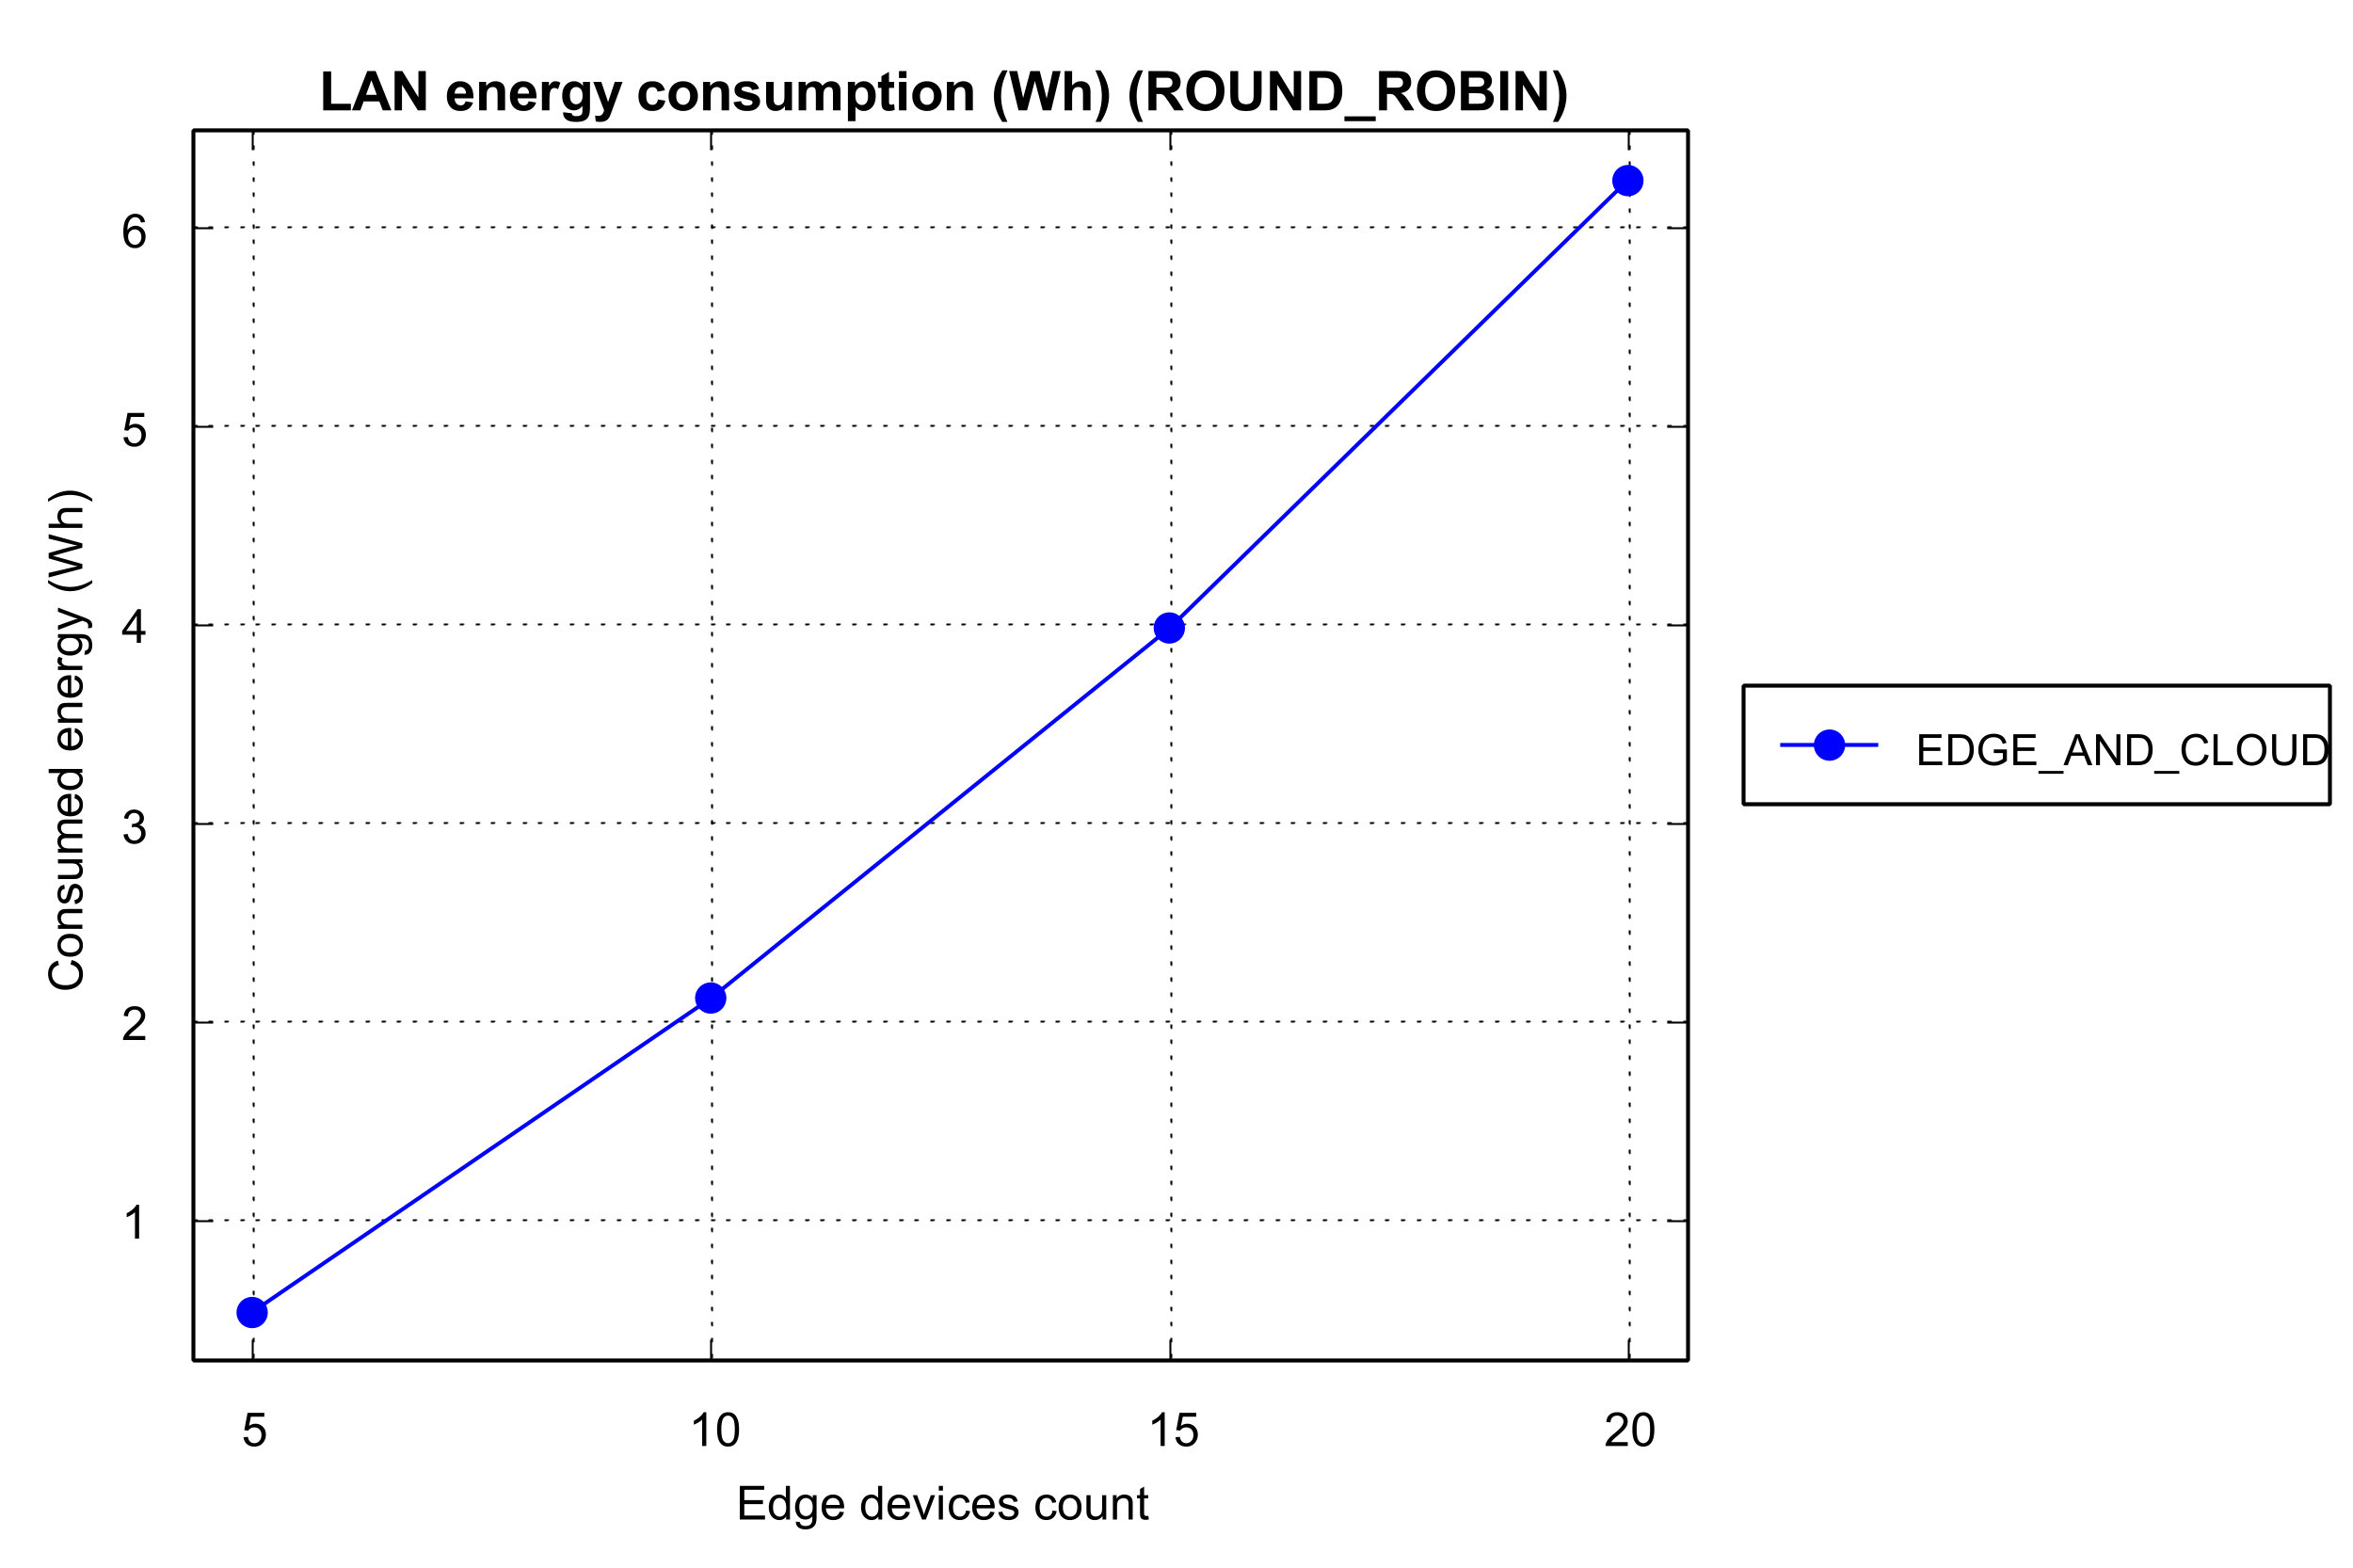 LAN energy consumption (Wh) (ROUND_ROBIN)
6
5
4
3
2
1
Consumed energy (Wh)
EDGE_AND_CLOUD
5 10 15 20
Edge devices count